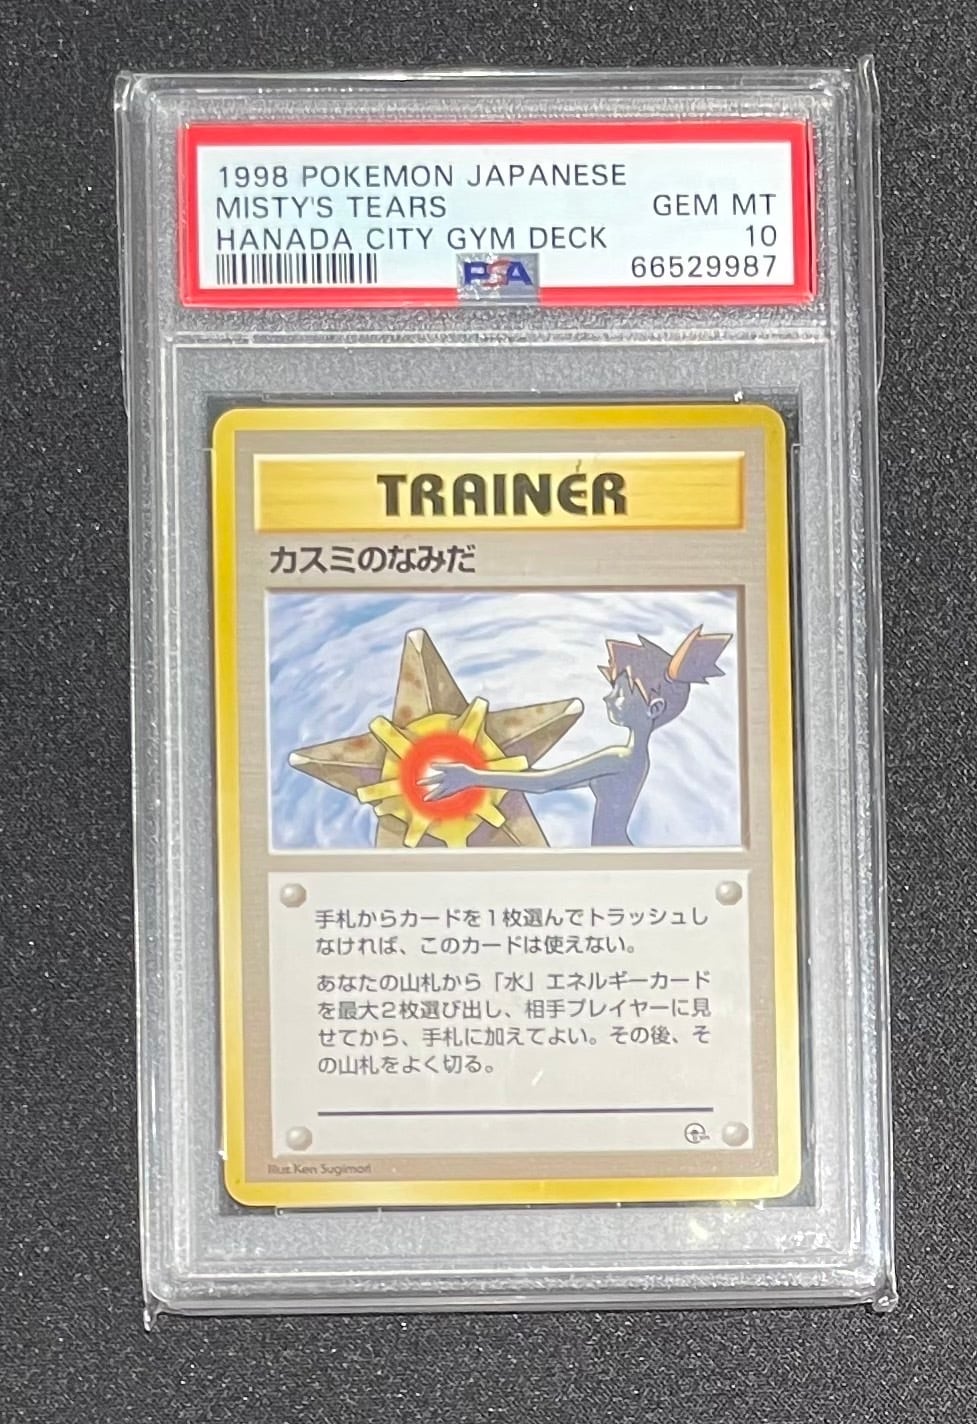 1998 POKEMON JAPANESE
MISTY'S TEARS GEM MT
HANADA CITY GYM DECK 10
PSA 66529987
TRAINER
カスミのなみだ
手札からカードを1枚選んでトラッシュし
なければ、このカードは使えない。
あなたの山札から「水」エネルギーカード
を最大2枚選び出し、相手プレイヤーに見
せてから、手札に加えてよい。その後、そ
の山札をよく切る。
Illus. Ken Sugimori